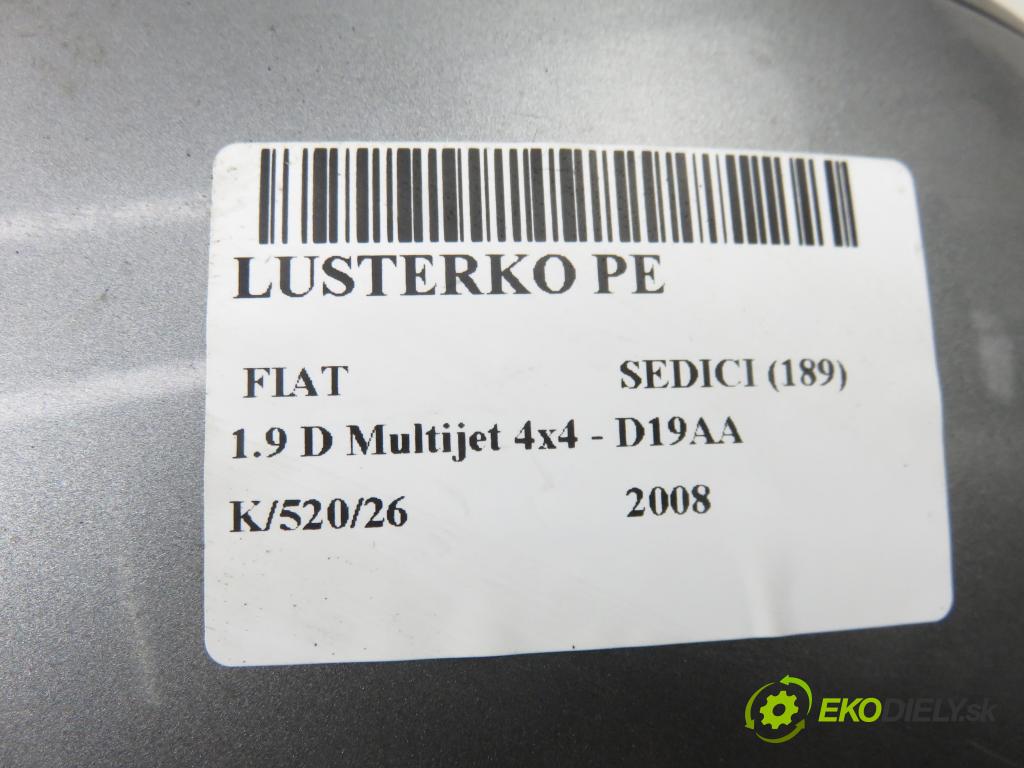 LUSTERKO PE
FIAT SEDICI (189)
1.9 D Multijet 4x4 - D19AA
K/520/26 2008
EKODIELY.sk